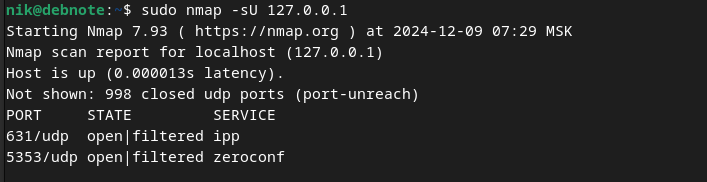 nik@debnote:~$ sudo nmap -sU 127.0.0.1
Starting Nmap 7.93 ( https://nmap.org ) at 2024-12-09 07:29 MSK
Nmap scan report for localhost (127.0.0.1)
Host is up (0.000013s latency).
Not shown: 998 closed udp ports (port-unreach)
PORT     STATE         SERVICE
631/udp  open|filtered ipp
5353/udp open|filtered zeroconf